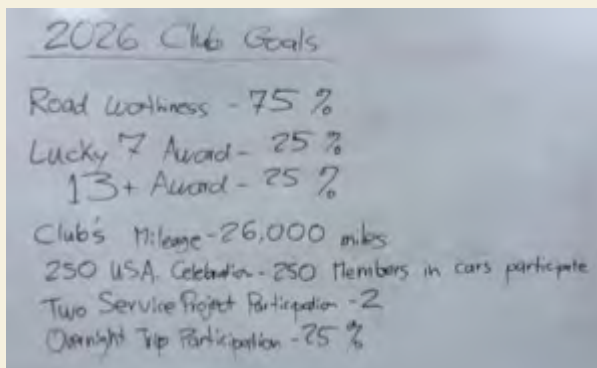 2026 Club Goals
Road Worthiness - 75 %
Lucky 7 Award - 25 %
13+ Award - 25 %
Club's Mileage - 26,000 miles
250 USA Celebration - 250 Members in cars participate
Two Service Project Participation - 2
Overnight Trip Participation - 25 %